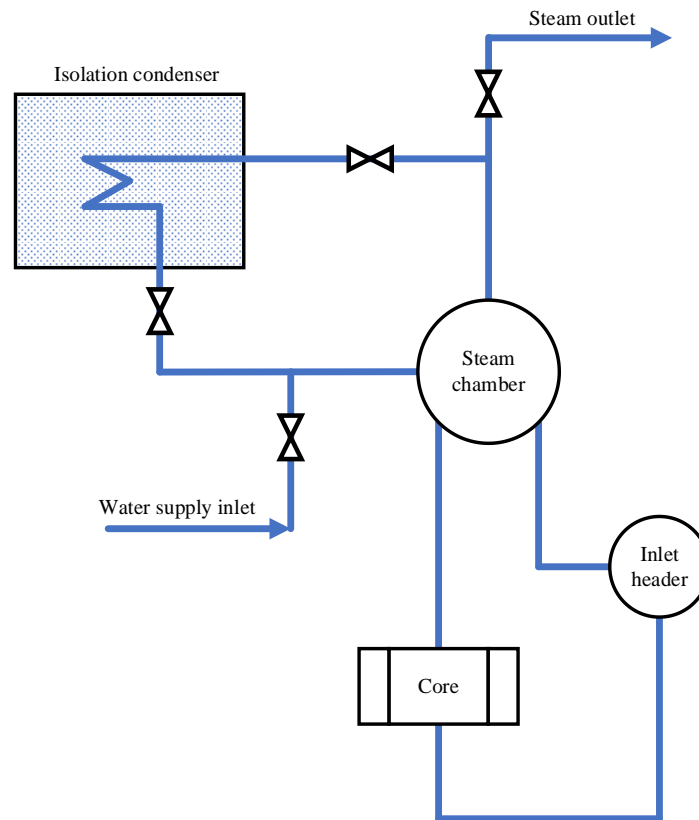 Steam outlet
Isolation condenser
Steam
chamber
Water supply inlet
Inlet
header
Core